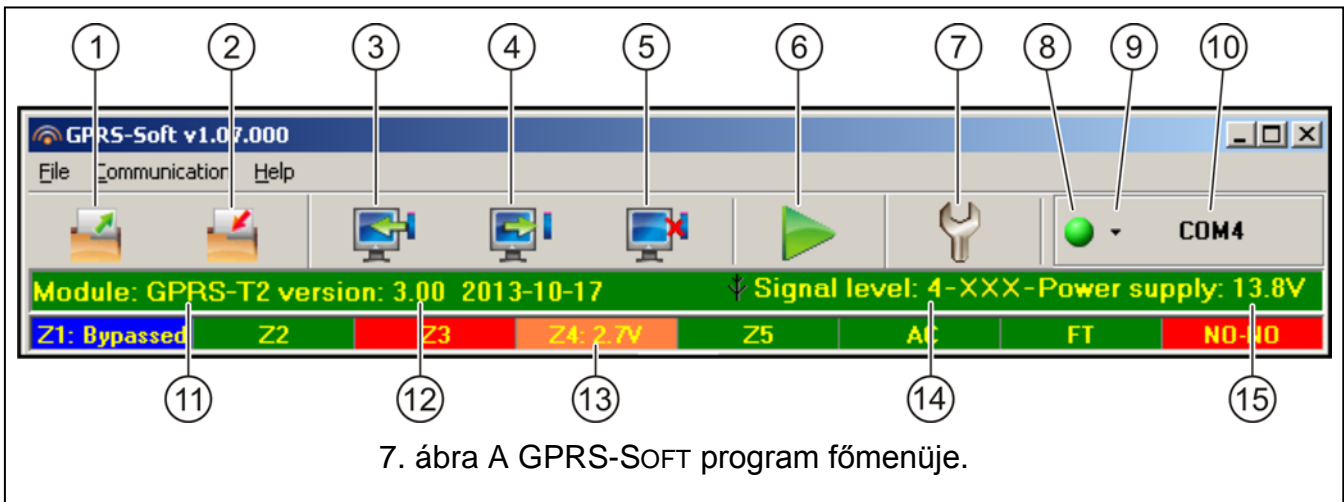 1 2 3 4 5 6 7 8 9 10
GPRS-Soft v1.07.000
File Communication Help
COM4
Module: GPRS-T2 version: 3.00 2013-10-17 Signal level: 4-XXX-Power supply: 13.8V
Z1: Bypassed Z2 Z3 Z4: 2.7V Z5 AC FT NO-NO
11 12 13 14 15
7. ábra A GPRS-SOFT program főmenüje.